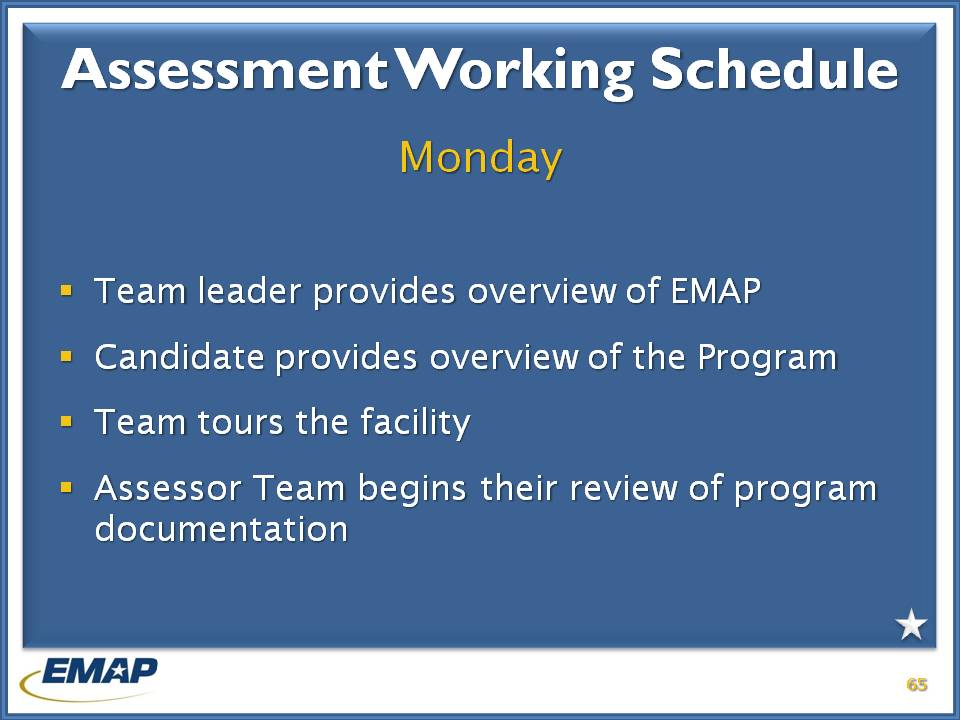 Assessment Working Schedule
Monday
▪ Team leader provides overview of EMAP
▪ Candidate provides overview of the Program
▪ Team tours the facility
▪ Assessor Team begins their review of program
documentation
EMAP
65